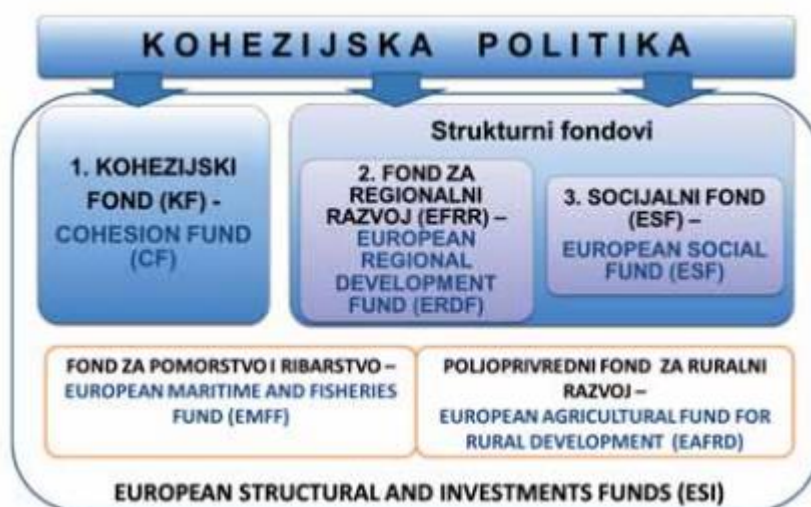 KOHEZIJSKA POLITIKA
1. KOHEZIJSKI
FOND (KF) -
COHESION FUND
(CF)
Strukturni fondovi
2. FOND ZA
REGIONALNI
RAZVOJ (EFRR) –
EUROPEAN
REGIONAL
DEVELOPMENT
FUND (ERDF)
3. SOCIJALNI FOND
(ESF) –
EUROPEAN SOCIAL
FUND (ESF)
FOND ZA POMORSTVO I RIBARSTVO –
EUROPEAN MARITIME AND FISHERIES
FUND (EMFF)
POLJOPRIVREDNI FOND ZA RURALNI
RAZVOJ –
EUROPEAN AGRICULTURAL FUND FOR
RURAL DEVELOPMENT (EAFRD)
EUROPEAN STRUCTURAL AND INVESTMENTS FUNDS (ESI)